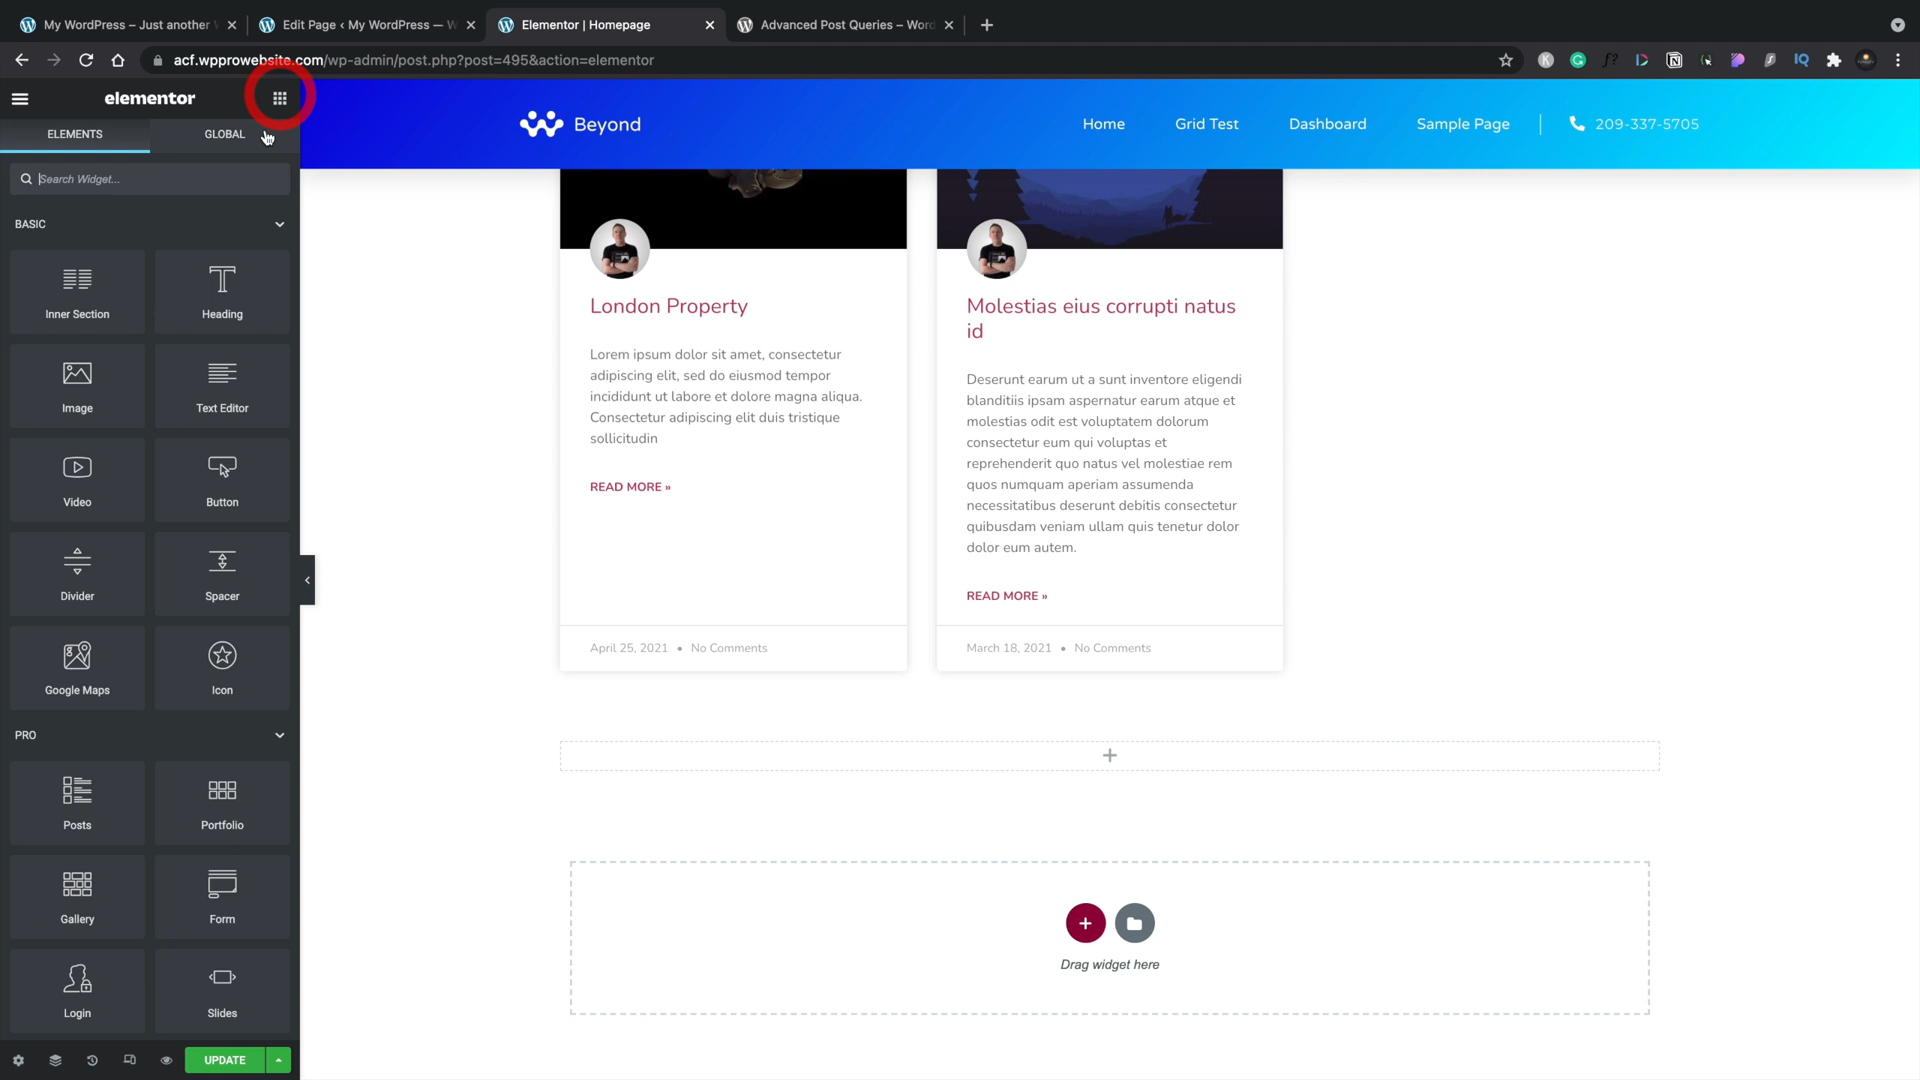 My WordPress – Just another
Edit Page ‹ My WordPress — W
Elementor | Homepage
Advanced Post Queries – Word
acf.wpprowebsite.com/wp-admin/post.php?post=495&action=elementor
elementor
ELEMENTS
GLOBAL
Search Widget...
BASIC
Inner Section
Heading
Image
Text Editor
Video
Button
Divider
Spacer
Google Maps
Icon
PRO
Posts
Portfolio
Gallery
Form
Login
Slides
UPDATE
Beyond
Home
Grid Test
Dashboard
Sample Page
209-337-5705
London Property
Lorem ipsum dolor sit amet, consectetur
adipiscing elit, sed do eiusmod tempor
incididunt ut labore et dolore magna aliqua.
Consectetur adipiscing elit duis tristique
sollicitudin
READ MORE »
April 25, 2021 • No Comments
Molestias eius corrupti natus
id
Deserunt earum ut a sunt inventore eligendi
blanditiis ipsam aspernatur earum atque et
molestias odit est voluptatem dolorum
consectetur eum qui voluptas et
reprehenderit quo natus vel molestiae rem
quos numquam aperiam assumenda
necessitatibus deserunt debitis consectetur
quibusdam veniam ullam quis tenetur dolor
dolor eum autem.
READ MORE »
March 18, 2021 • No Comments
Drag widget here